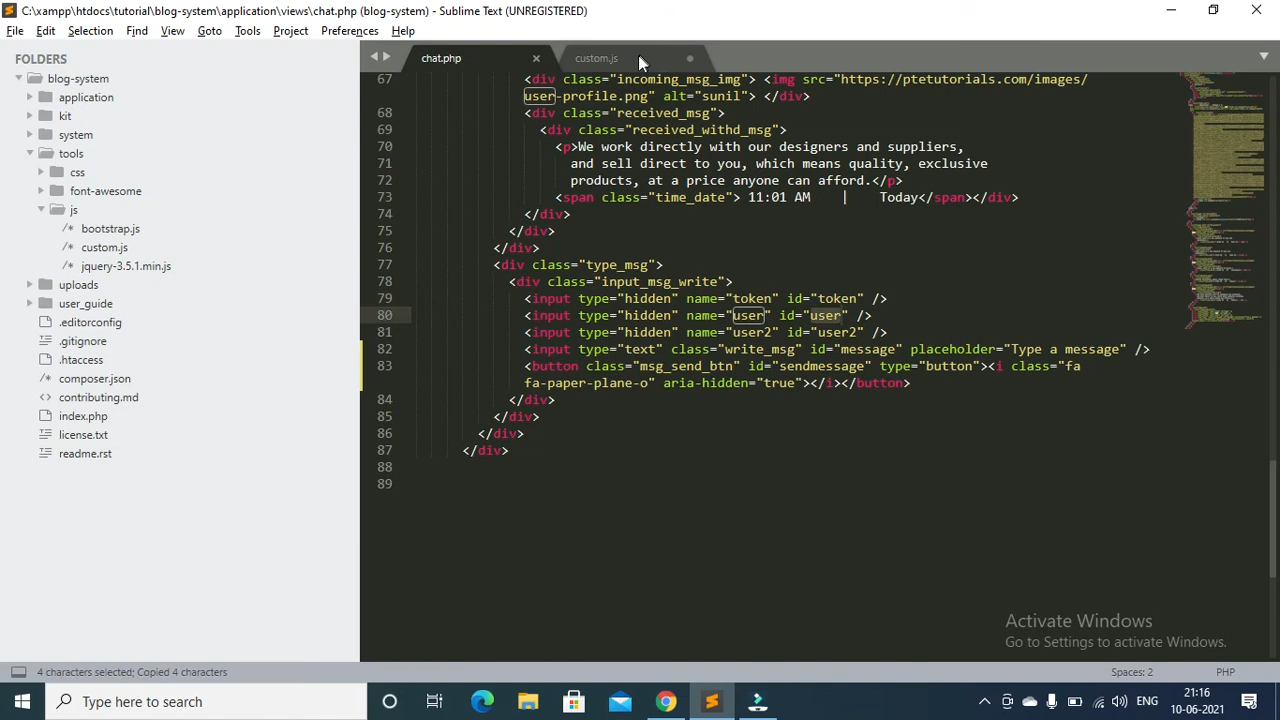 C:\xampp\htdocs\tutorial\blog-system\application\views\chat.php (blog-system) - Sublime Text (UNREGISTERED)
File Edit Selection Find View Goto Tools Project Preferences Help
FOLDERS
blog-system
application
kit
system
tools
css
font-awesome
js
/* bootstrap.js
/* custom.js
/* jquery-3.5.1.min.js
uploads
user_guide
.editorconfig
.gitignore
.htaccess
composer.json
contributing.md
index.php
license.txt
readme.rst
chat.php custom.js
67 <div class="incoming_msg_img"> <img src="https://ptetutorials.com/images/
user-profile.png" alt="sunil"> </div>
68 <div class="received_msg">
69 <div class="received_withd_msg">
70 <p>We work directly with our designers and suppliers,
71 and sell direct to you, which means quality, exclusive
72 products, at a price anyone can afford.</p>
73 <span class="time_date"> 11:01 AM | Today</span></div>
74 </div>
75 </div>
76 </div>
77 <div class="type_msg">
78 <div class="input_msg_write">
79 <input type="hidden" name="token" id="token" />
80 <input type="hidden" name="user" id="user" />
81 <input type="hidden" name="user2" id="user2" />
82 <input type="text" class="write_msg" id="message" placeholder="Type a message" />
83 <button class="msg_send_btn" id="sendmessage" type="button"><i class="fa
fa-paper-plane-o" aria-hidden="true"></i></button>
84 </div>
85 </div>
86 </div>
87 </div>
88
89
Activate Windows
Go to Settings to activate Windows.
4 characters selected; Copied 4 characters Spaces: 2 PHP
Type here to search ENG 21:16
10-06-2021